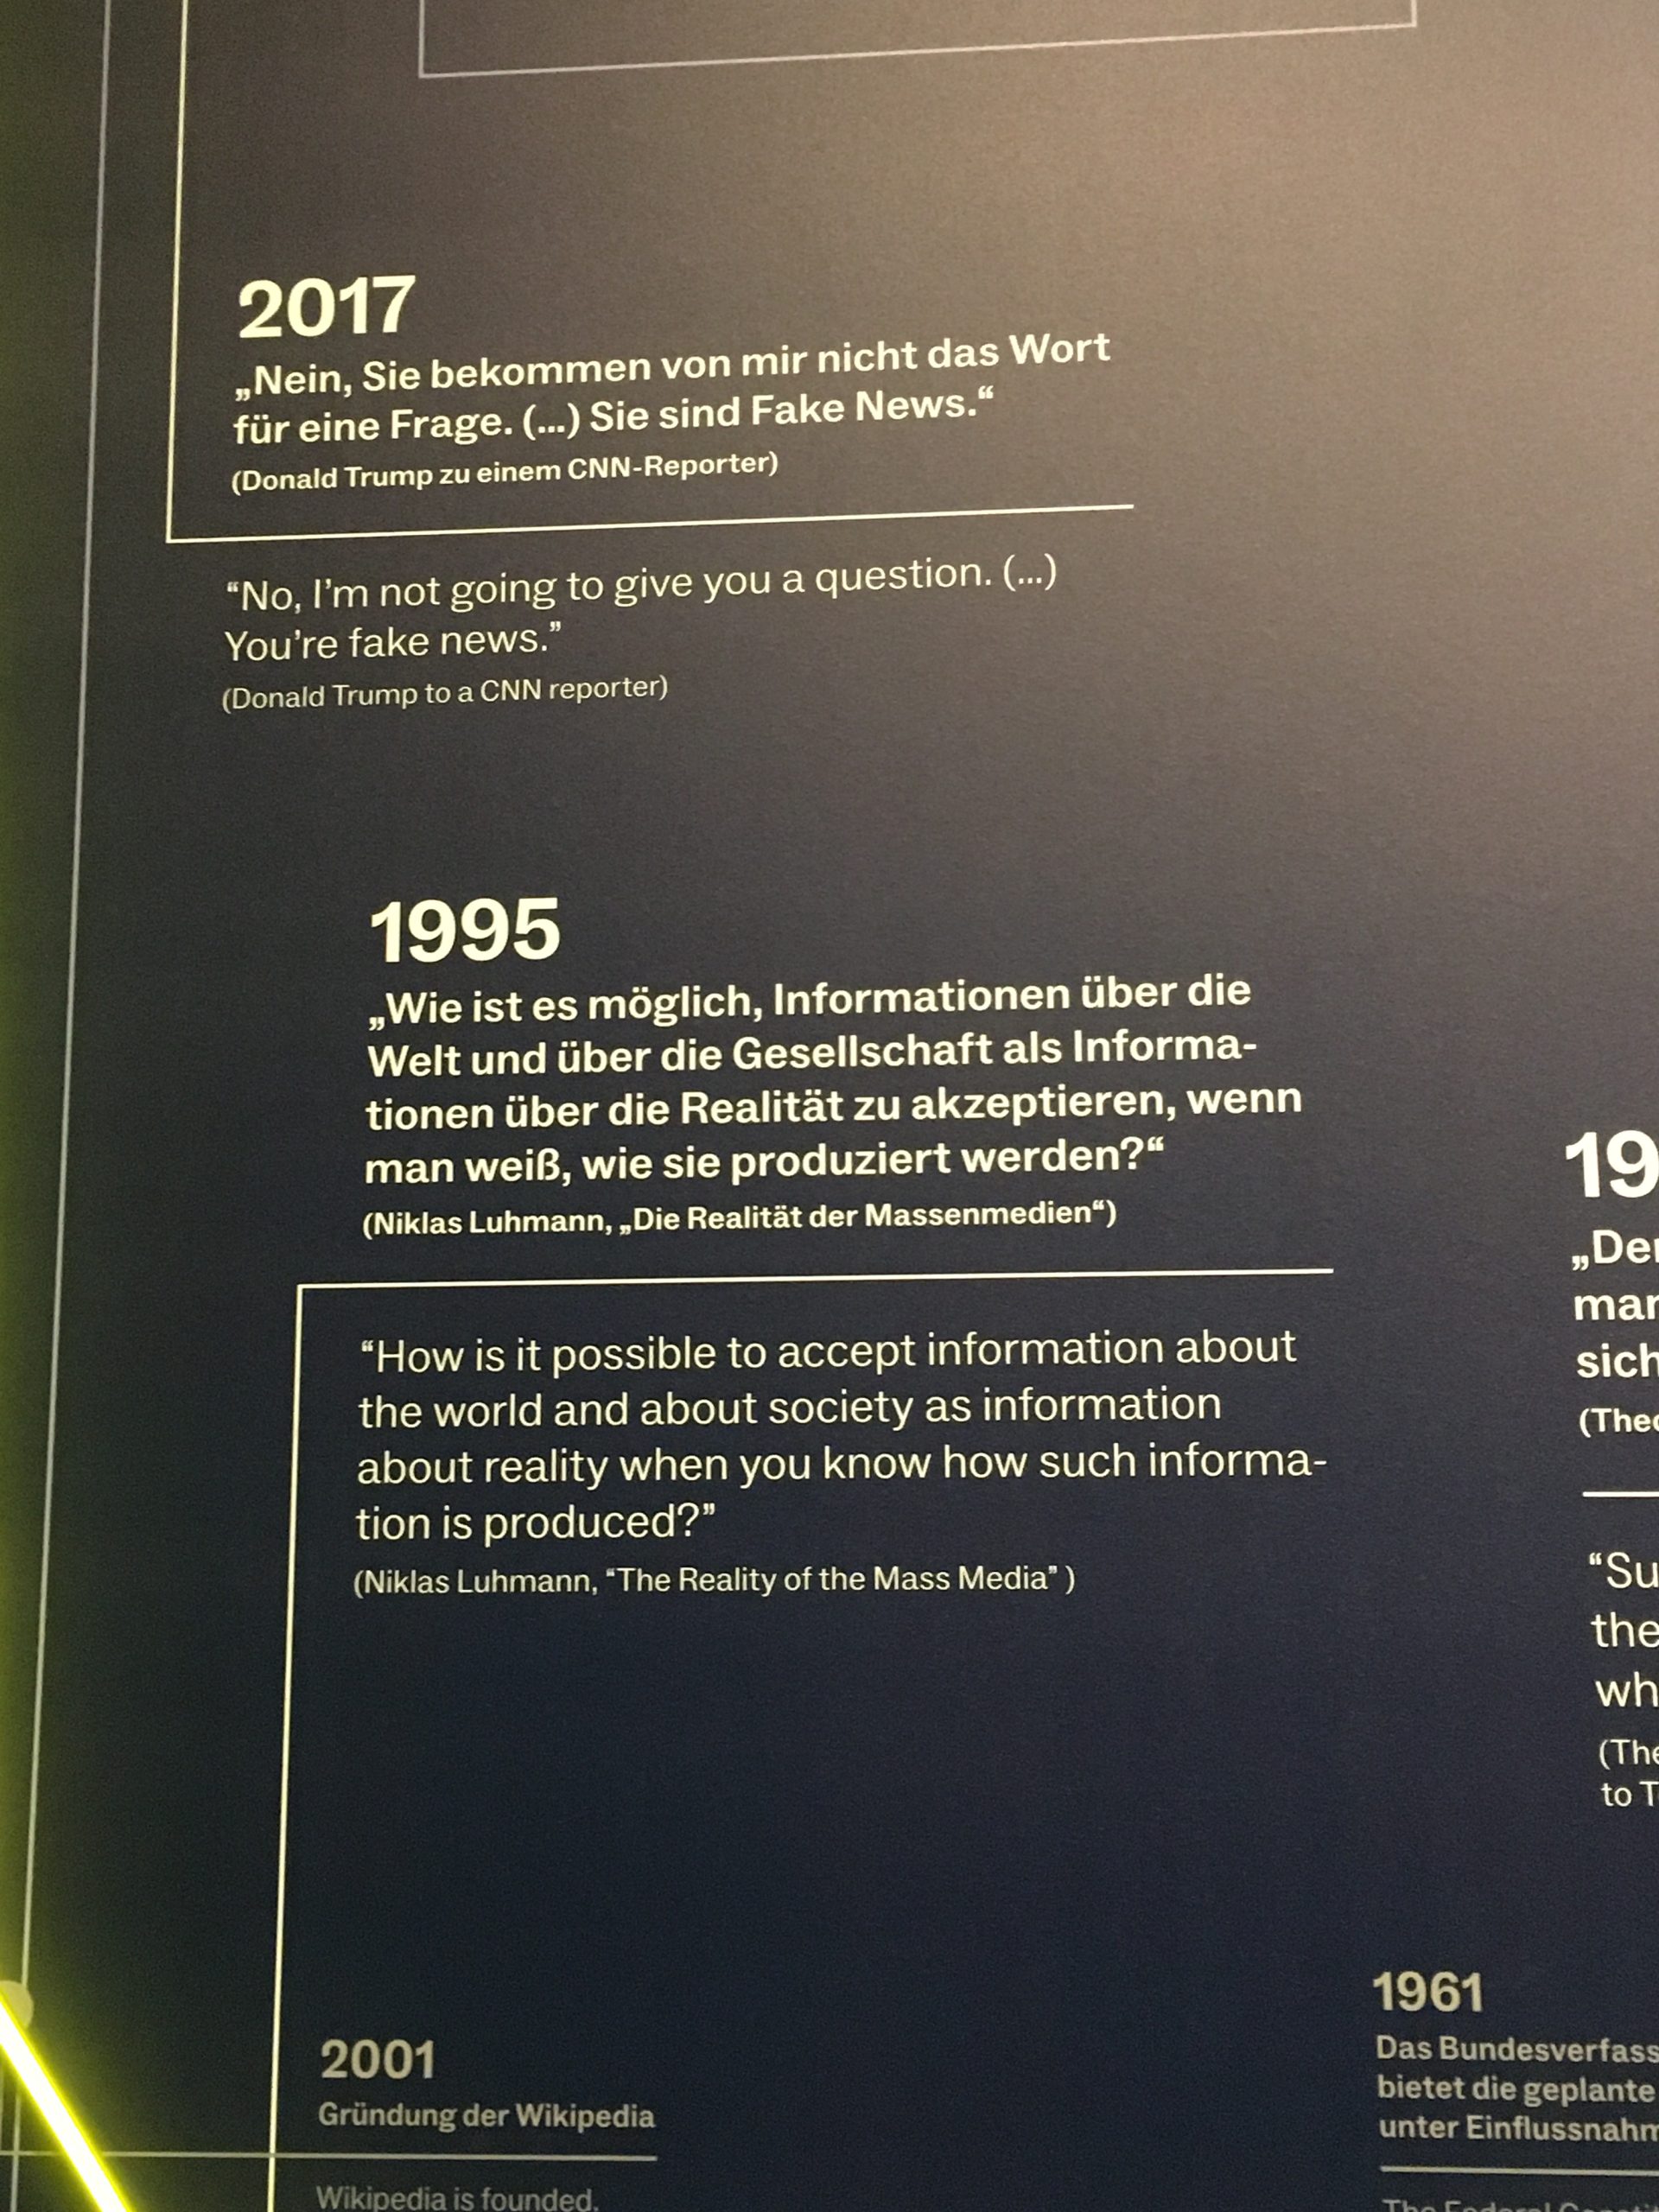 2017
„Nein, Sie bekommen von mir nicht das Wort
für eine Frage. (...) Sie sind Fake News.“
(Donald Trump zu einem CNN-Reporter)
“No, I’m not going to give you a question. (...)
You’re fake news.”
(Donald Trump to a CNN reporter)
1995
„Wie ist es möglich, Informationen über die
Welt und über die Gesellschaft als Informa-
tionen über die Realität zu akzeptieren, wenn
man weiß, wie sie produziert werden?“
(Niklas Luhmann, „Die Realität der Massenmedien“)
“How is it possible to accept information about
the world and about society as information
about reality when you know how such informa-
tion is produced?”
(Niklas Luhmann, “The Reality of the Mass Media” )
19
sich
“Su
the
wh
to
2001
Gründung der Wikipedia
Wikipedia is founded.
1961
Das Bundesverfass
bietet die geplante
unter Einflussnahm
The Federal